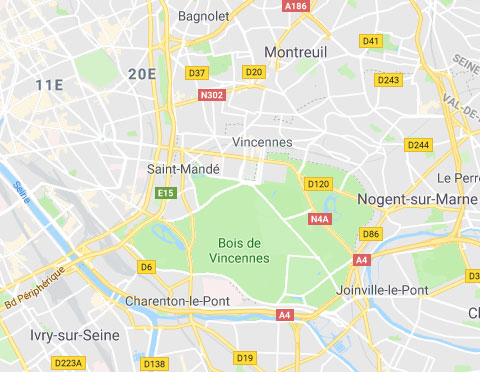 A186
Bagnolet
D41
Montreuil
SEINE
20E
D37
D20
D243
11E
N302
VAL-DE-
Vincennes
D244
Saint-Mandé
Le Perre
D120
E15
Nogent-sur-Marne
Seine
N4A
D86
Bois de
Vincennes
A4
D6
D3
Bd Périphérique
Joinville-le-Pont
Charenton-le-Pont
A4
Ch
Ivry-sur-Seine
D19
D223A
D138